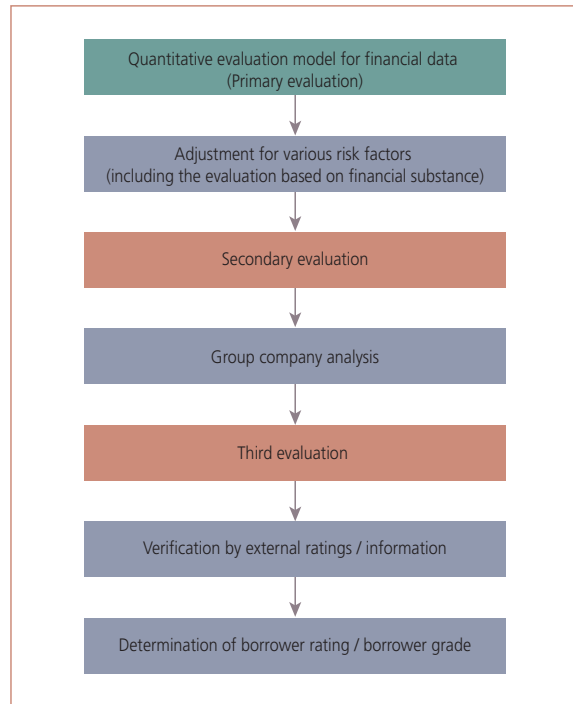 Quantitative evaluation model for financial data
(Primary evaluation)
Adjustment for various risk factors
(including the evaluation based on financial substance)
Secondary evaluation
Group company analysis
Third evaluation
Verification by external ratings / information
Determination of borrower rating / borrower grade